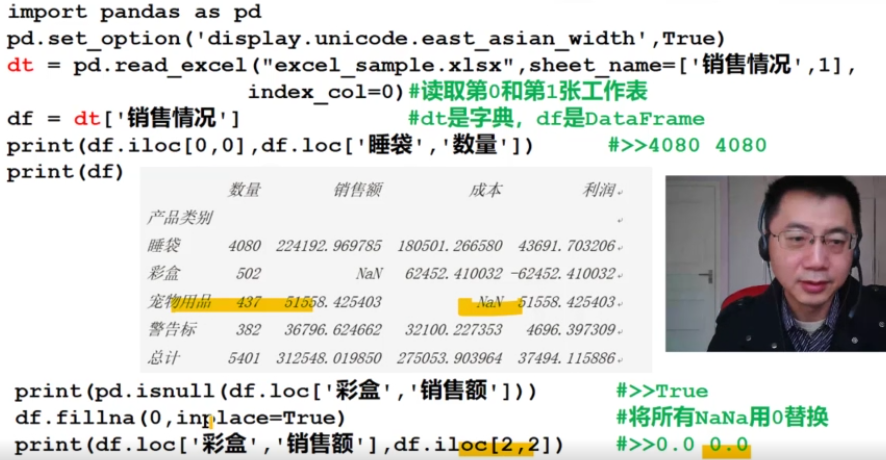 import pandas as pd
pd.set_option('display.unicode.east_asian_width',True)
dt = pd.read_excel("excel_sample.xlsx",sheet_name=['销售情况',1],
index_col=0)#读取第0和第1张工作表
df = dt['销售情况'] #dt是字典，df是DataFrame
print(df.iloc[0,0],df.loc['睡袋','数量']) #>>4080 4080
print(df)
数量 销售额 成本 利润
产品类别
睡袋 4080 224192.969785 180501.266580 43691.703206
彩盒 502 NaN 62452.410032 -62452.410032
宠物用品 437 51558.425403 NaN 51558.425403
警告标 382 36796.624662 32100.227353 4696.397309
总计 5401 312548.019850 275053.903964 37494.115886
print(pd.isnull(df.loc['彩盒','销售额'])) #>>True
df.fillna(0,inplace=True) #将所有NaNa用0替换
print(df.loc['彩盒','销售额'],df.iloc[2,2]) #>>0.0 0.0